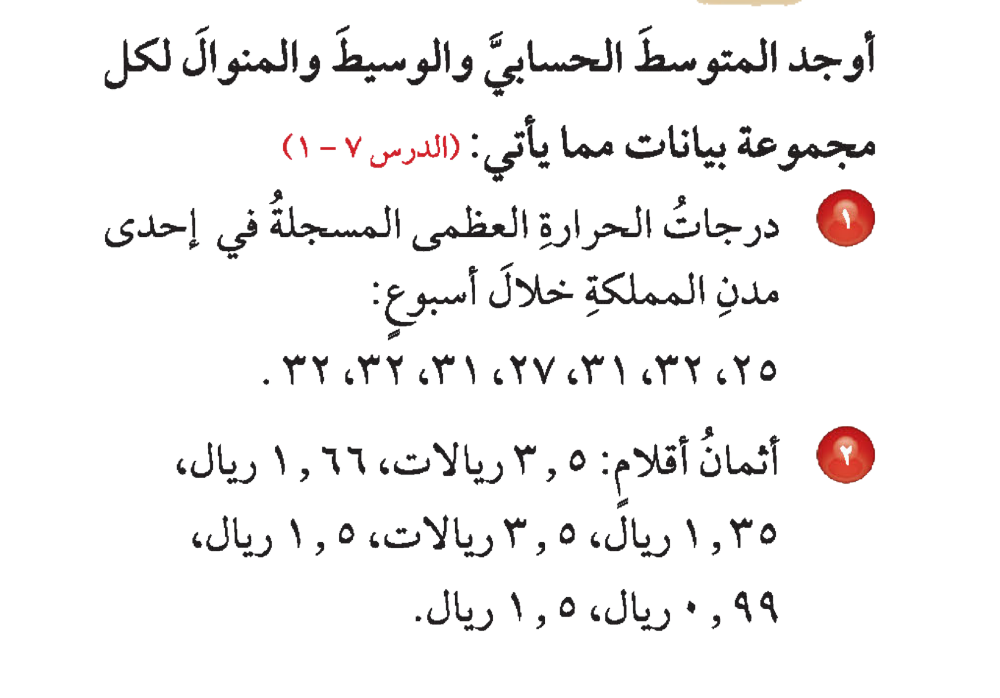 أوجد المتوسطَ الحسابيَّ والوسيطَ والمنوالَ لكل
مجموعة بيانات مما يأتي: (الدرس ٧ – ١)
١ درجاتُ الحرارةِ العظمى المسجلةُ في إحدى
مدنِ المملكةِ خلالَ أسبوعٍ:
٢٥، ٣٢، ٣١، ٢٧، ٣١، ٣٢، ٣٢ .
٢ أثمانُ أقلامٍ: ٣,٥ ريالات، ١,٦٦ ريال،
١,٣٥ ريال، ٣,٥ ريالات، ١,٥ ريال،
٠,٩٩ ريال، ١,٥ ريال.